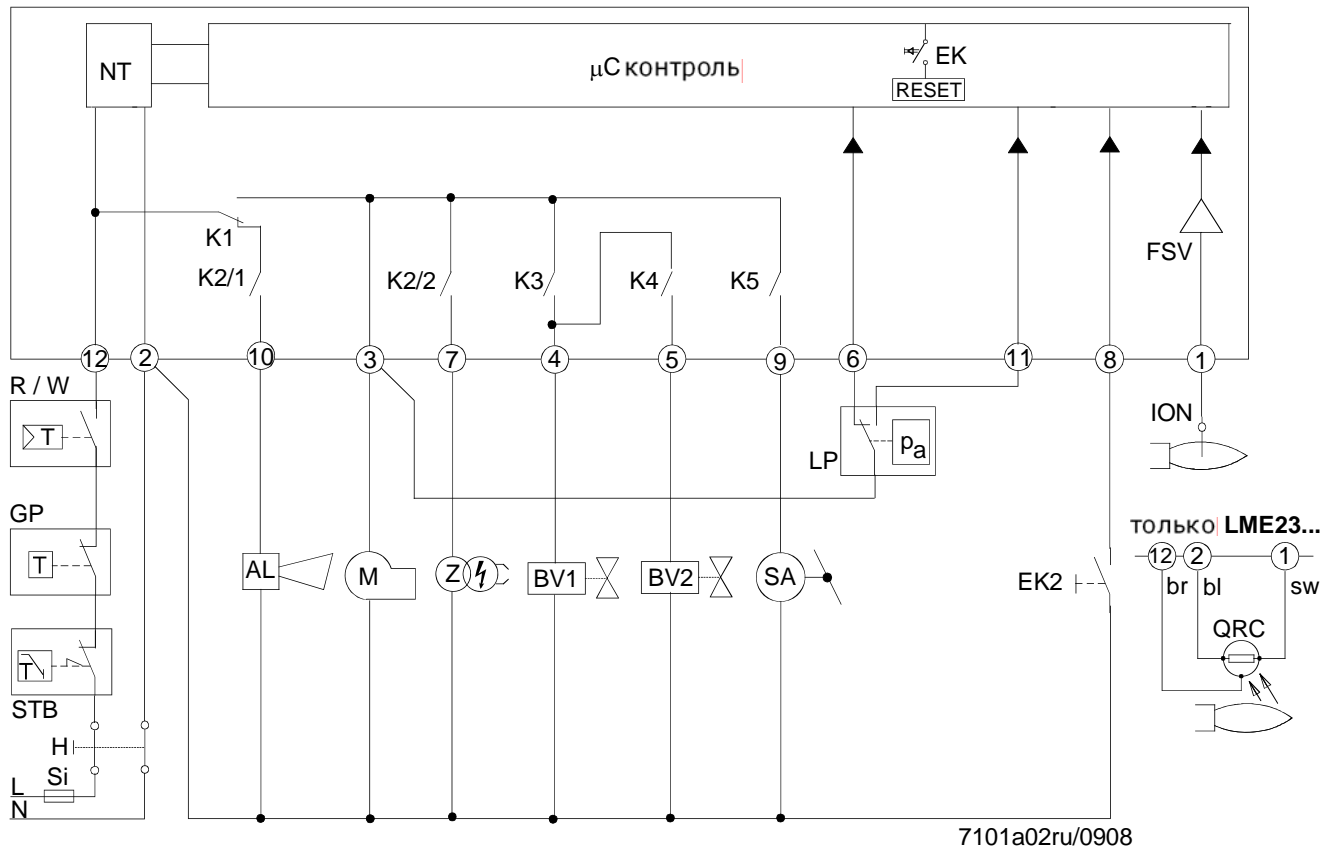 NT
µC контроль
EK
RESET
FSV
K1
K2/1
K2/2
K3
K4
K5
12
2
10
3
7
4
5
9
6
11
8
1
R / W
T
GP
T
STB
T
H
Si
L
N
AL
M
Z
BV1
BV2
SA
LP
pa
EK2
ION
только LME23...
12
2
1
br
bl
sw
QRC
7101a02ru/0908